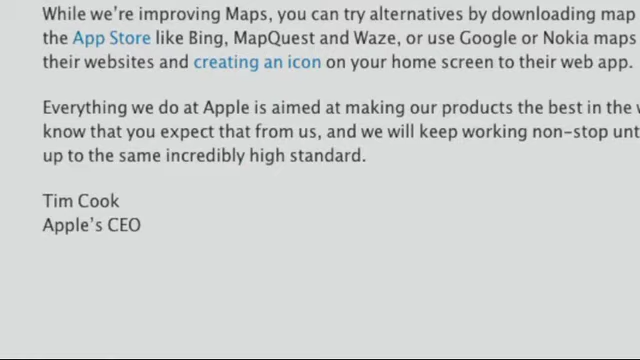 While we're improving Maps, you can try alternatives by downloading map
the App Store like Bing, MapQuest and Waze, or use Google or Nokia maps
their websites and creating an icon on your home screen to their web app.
Everything we do at Apple is aimed at making our products the best in the
know that you expect that from us, and we will keep working non-stop
up to the same incredibly high standard.
Tim Cook
Apple's CEO